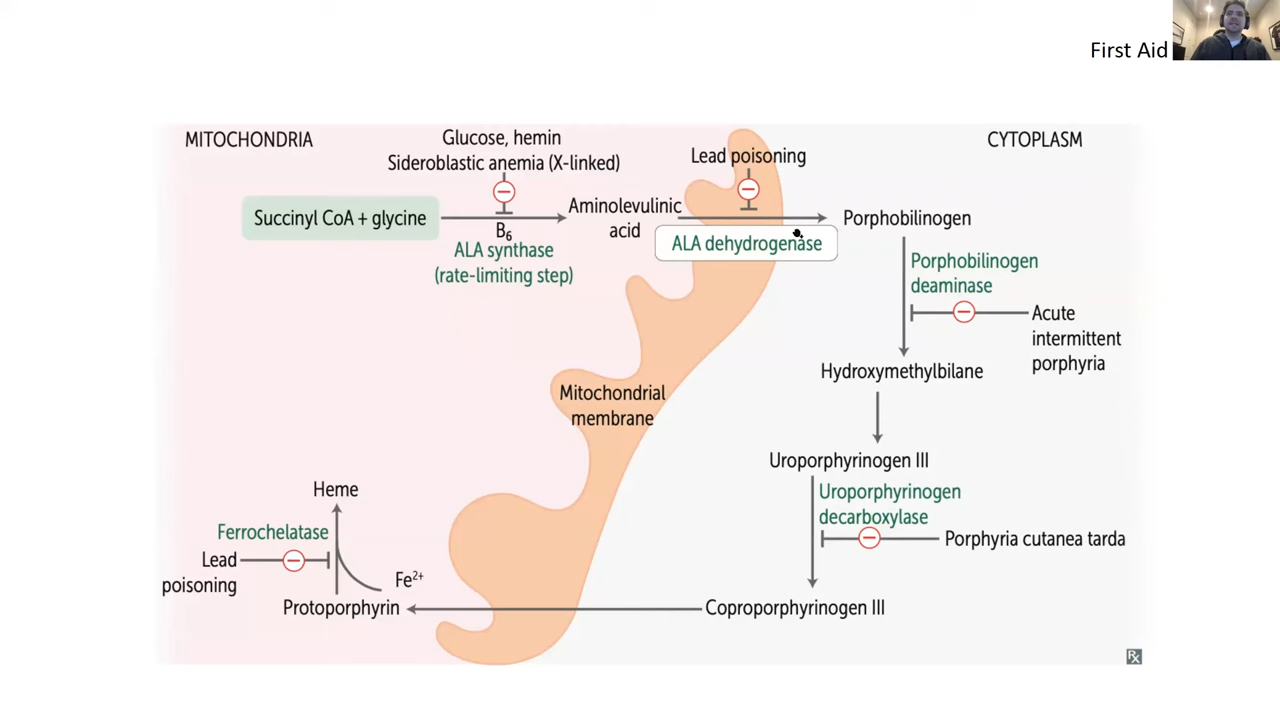 First Aid
MITOCHONDRIA
CYTOPLASM
Glucose, hemin
Sideroblastic anemia (X-linked)
Lead poisoning
Succinyl CoA + glycine
B₆
ALA synthase
(rate-limiting step)
Aminolevulinic
acid
ALA dehydrogenase
Porphobilinogen
Porphobilinogen
deaminase
Acute
intermittent
porphyria
Hydroxymethylbilane
Mitochondrial
membrane
Uroporphyrinogen III
Uroporphyrinogen
decarboxylase
Porphyria cutanea tarda
Coproporphyrinogen III
Heme
Ferrochelatase
Lead
poisoning
Fe²⁺
Protoporphyrin
Rx